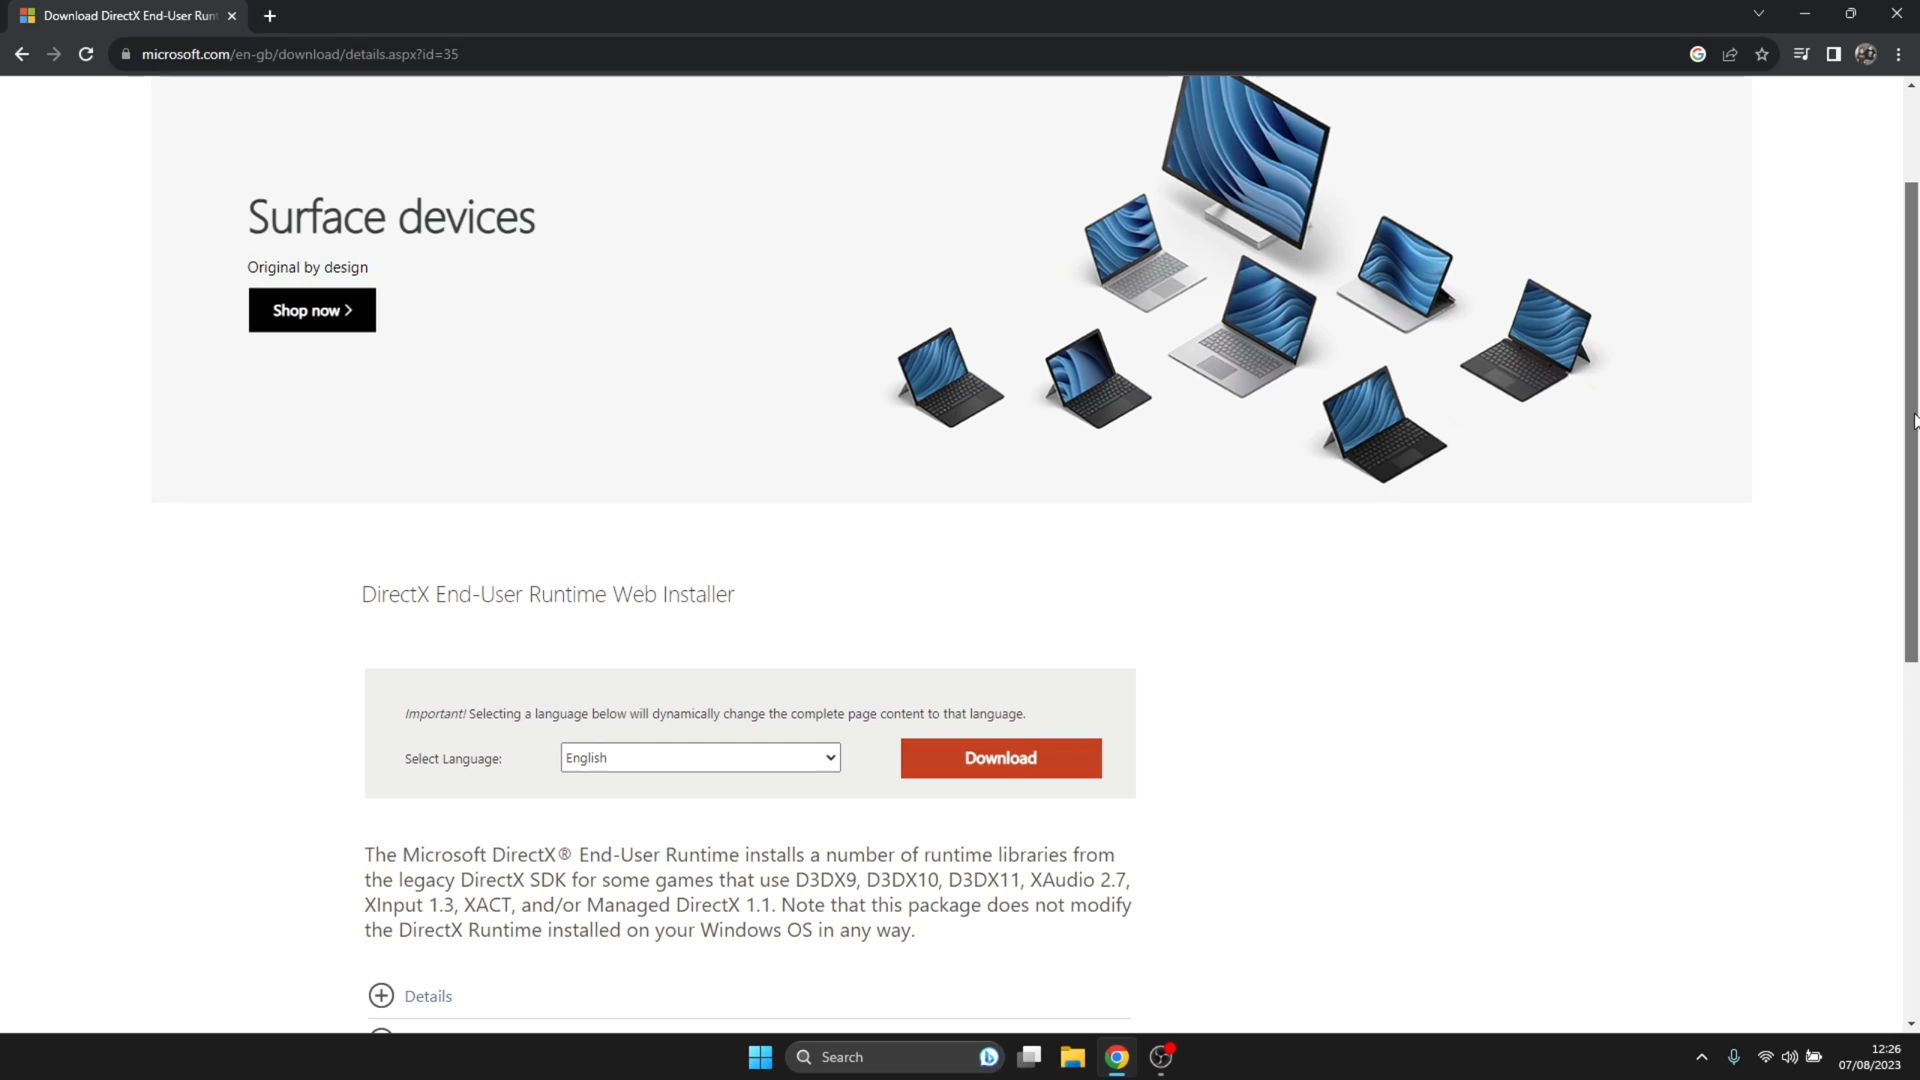 Download DirectX End-User Runt
microsoft.com/en-gb/download/details.aspx?id=35
Surface devices
Original by design
Shop now >
DirectX End-User Runtime Web Installer
Important! Selecting a language below will dynamically change the complete page content to that language.
Select Language:
English
Download
The Microsoft DirectX® End-User Runtime installs a number of runtime libraries from
the legacy DirectX SDK for some games that use D3DX9, D3DX10, D3DX11, XAudio 2.7,
XInput 1.3, XACT, and/or Managed DirectX 1.1. Note that this package does not modify
the DirectX Runtime installed on your Windows OS in any way.
Details
Search
12:26
07/08/2023